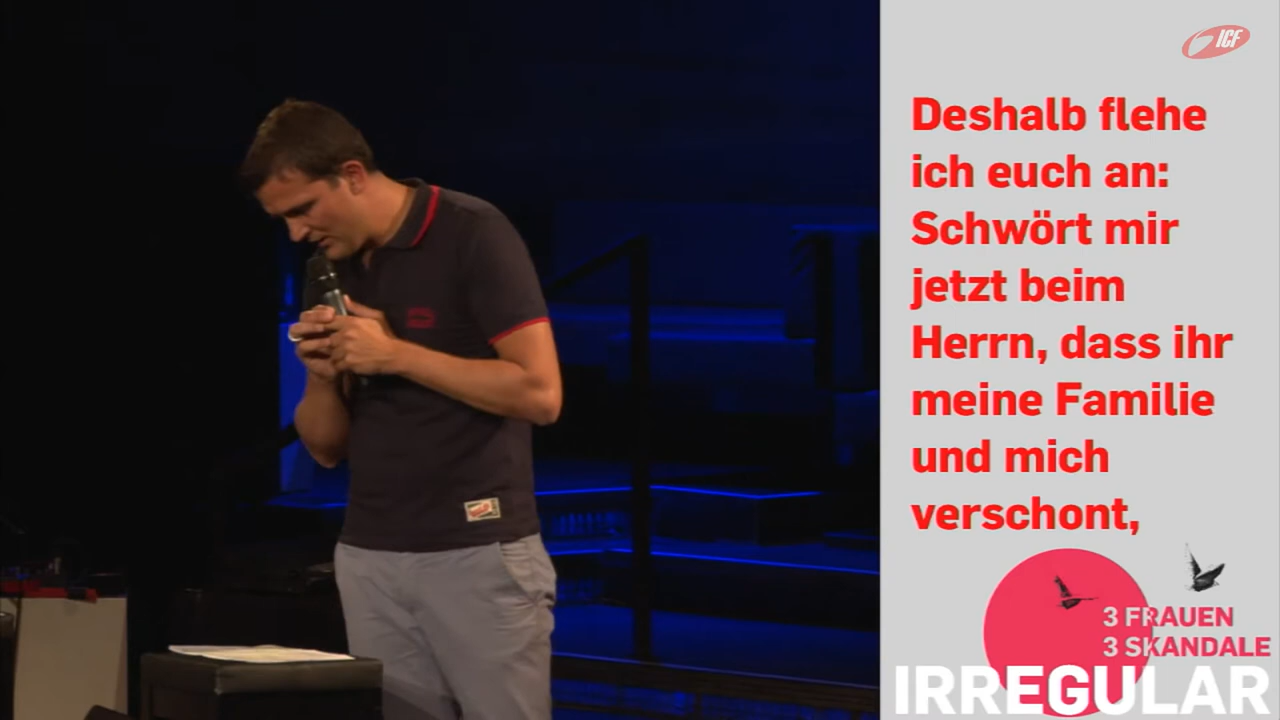 ICF
Deshalb flehe
ich euch an:
Schwört mir
jetzt beim
Herrn, dass ihr
meine Familie
und mich
verschont,
3 FRAUEN
3 SKANDALE
IRREGULAR